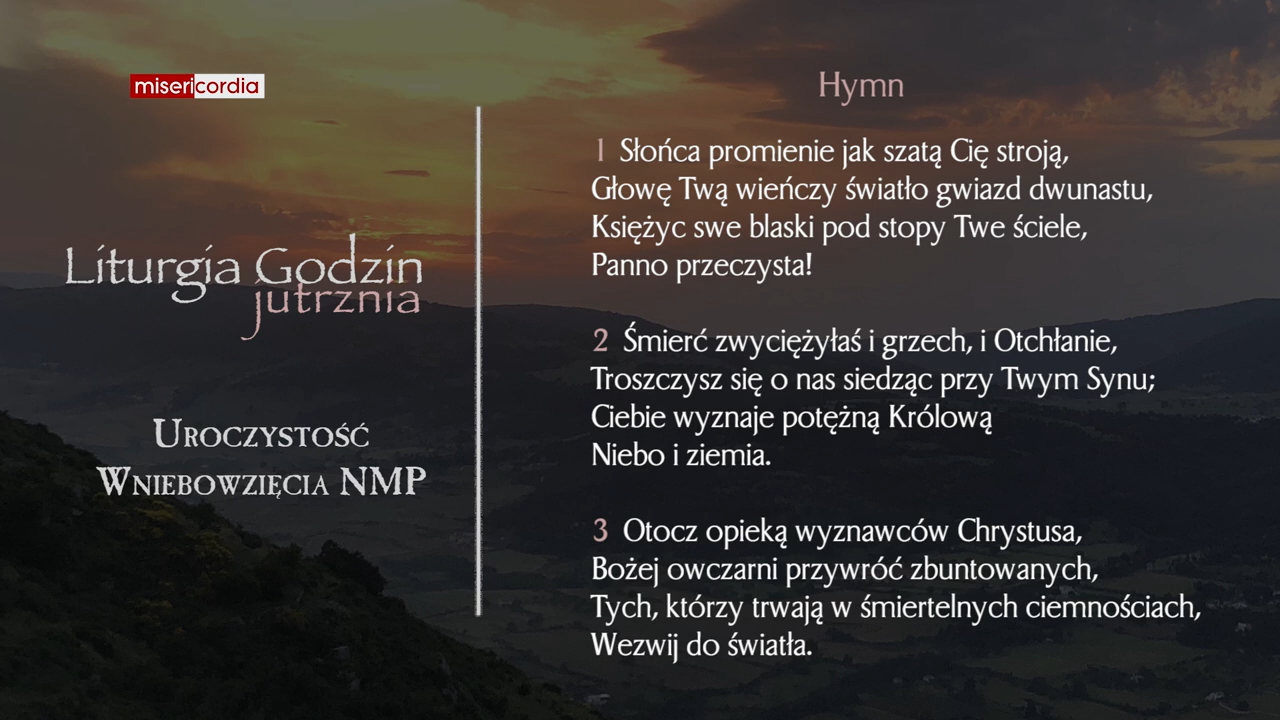 misericordia
Liturgia Godzin
jutrznia
Uroczystość
Wniebowzięcia NMP
Hymn
1 Słońca promienie jak szatą Cię stroją,
Głowę Twą wieńczy światło gwiazd dwunastu,
Księżyc swe blaski pod stopy Twe ściele,
Panno przeczysta!
2 Śmierć zwyciężyłaś i grzech, i Otchłanie,
Troszczysz się o nas siedząc przy Twym Synu;
Ciebie wyznaje potężną Królową
Niebo i ziemia.
3 Otocz opieką wyznawców Chrystusa,
Bożej owczarni przywróć zbuntowanych,
Tych, którzy trwają w śmiertelnych ciemnościach,
Wezwij do światła.